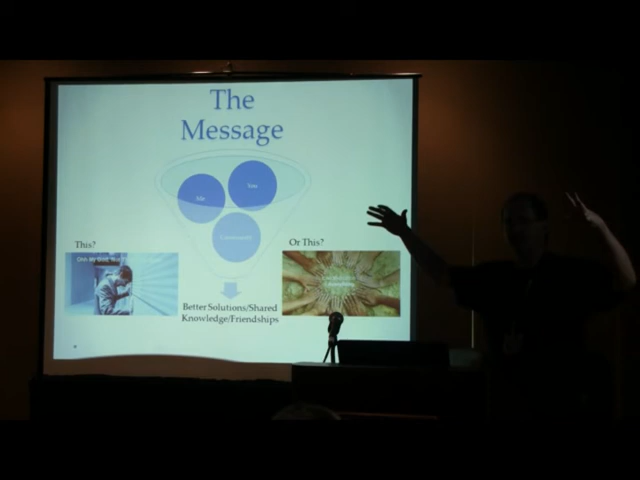 The
Message
You
Me
This?
Or This?
Better Solutions/Shared
Knowledge/Friendships